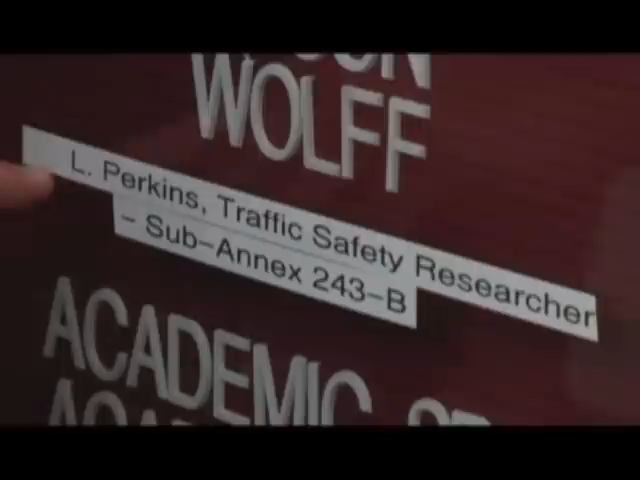 WOLFF
L. Perkins, Traffic Safety Researcher
- Sub-Annex 243-B
ACADEMIC